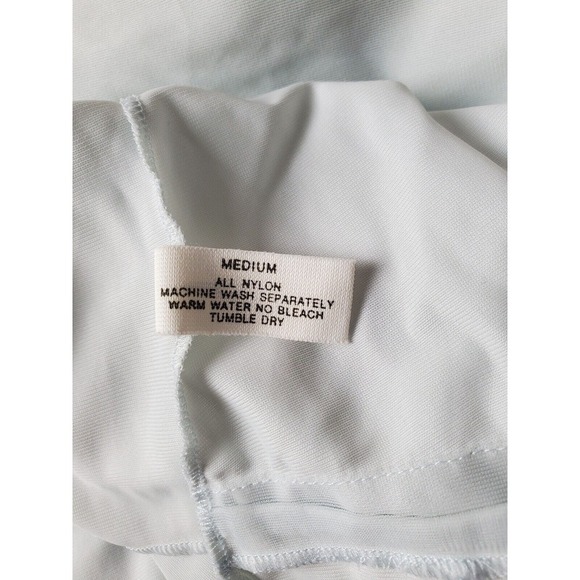 MEDIUM
ALL NYLON
MACHINE WASH SEPARATELY
WARM WATER NO BLEACH
TUMBLE DRY